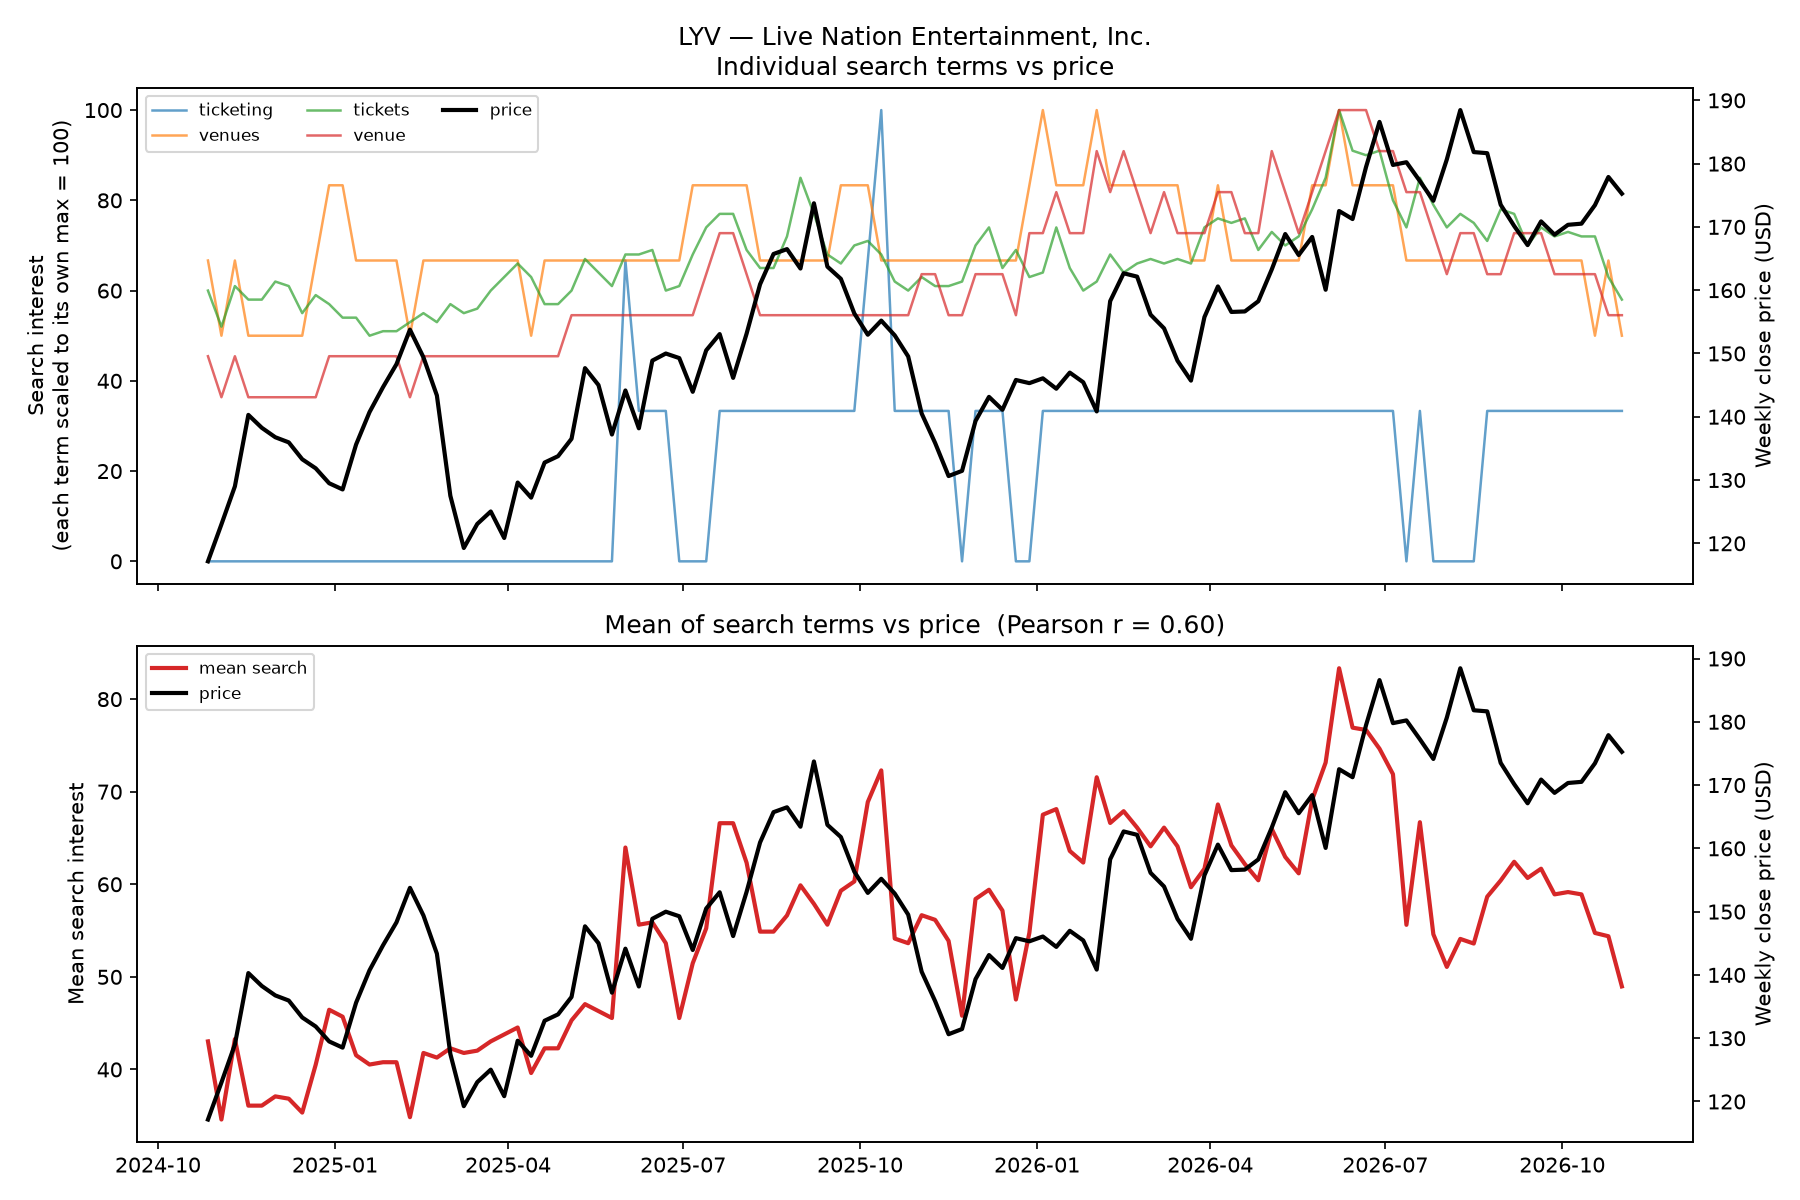 LYV — Live Nation Entertainment, Inc.
Individual search terms vs price
ticketing
venues
tickets
venue
price
Search interest
(each term scaled to its own max = 100)
100
80
60
40
20
0
190
180
170
160
150
140
130
120
Weekly close price (USD)
Mean of search terms vs price (Pearson r = 0.60)
mean search
price
Mean search interest
80
70
60
50
40
190
180
170
160
150
140
130
120
Weekly close price (USD)
2024-10
2025-01
2025-04
2025-07
2025-10
2026-01
2026-04
2026-07
2026-10